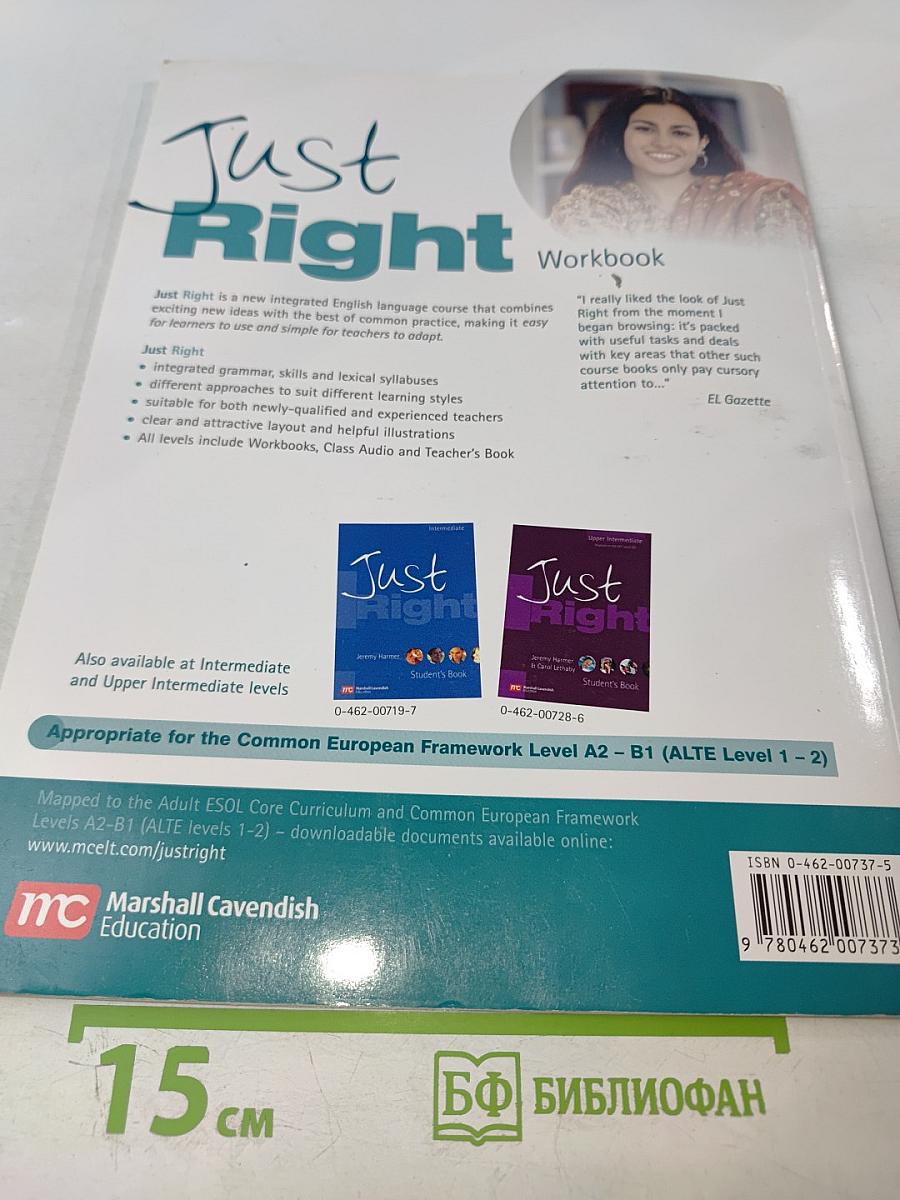 Just
Right
Workbook
Just Right is a new integrated English language course that combines
exciting new ideas with the best of common practice, making it easy
for learners to use and simple for teachers to adapt.
Just Right
• integrated grammar, skills and lexical syllabuses
• different approaches to suit different learning styles
• suitable for both newly-qualified and experienced teachers
• clear and attractive layout and helpful illustrations
• All levels include Workbooks, Class Audio and Teacher's Book
"I really liked the look of Just
Right from the moment I
began browsing: it's packed
with useful tasks and deals
with key areas that other such
course books only pay cursory
attention to..."
EL Gazette
Intermediate
Just
Right
Jeremy Harmer
Student's Book
mc Marshall Cavendish
Education
0-462-00719-7
Upper Intermediate
Just
Right
Jeremy Harmer
& Carol Lethaby
Student's Book
mc Marshall Cavendish
Education
0-462-00728-6
Also available at Intermediate
and Upper Intermediate levels
Appropriate for the Common European Framework Level A2 – B1 (ALTE Level 1 – 2)
Mapped to the Adult ESOL Core Curriculum and Common European Framework
Levels A2-B1 (ALTE levels 1-2) – downloadable documents available online:
www.mcelt.com/justright
mc Marshall Cavendish
Education
ISBN 0-462-00737-5
9 780462 007373
15 см
БФ БИБЛИОФАН